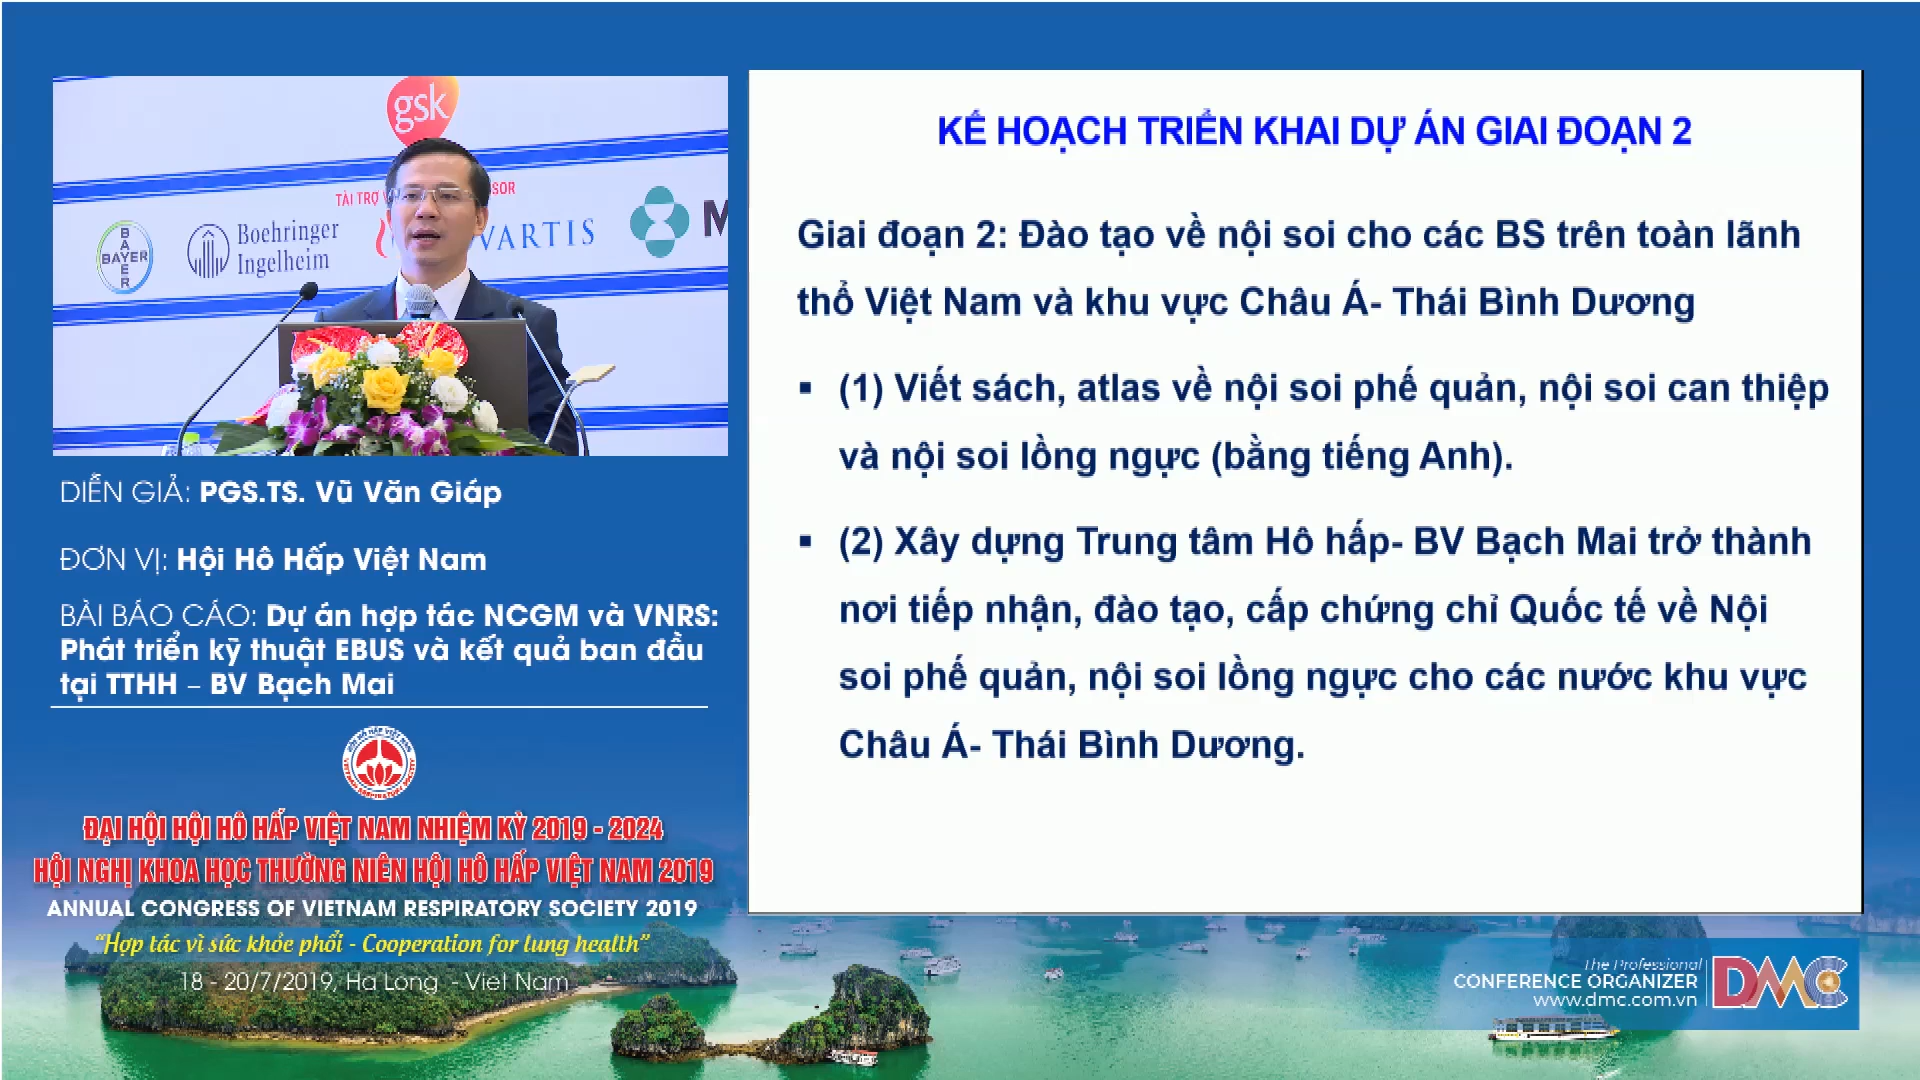 gsk
TÀI TRỢ
SOR
BAYER
BAYER
Boehringer
Ingelheim
VARTIS
M
DIỄN GIẢ: PGS.TS. Vũ Văn Giáp
ĐƠN VỊ: Hội Hô Hấp Việt Nam
BÀI BÁO CÁO: Dự án hợp tác NCGM và VNRS:
Phát triển kỹ thuật EBUS và kết quả ban đầu
tại TTHH – BV Bạch Mai
HỘI HÔ HẤP VIỆT NAM
VIETNAM RESPIRATORY SOCIETY
ĐẠI HỘI HỘI HÔ HẤP VIỆT NAM NHIỆM KỲ 2019 - 2024
HỘI NGHỊ KHOA HỌC THƯỜNG NIÊN HỘI HÔ HẤP VIỆT NAM 2019
ANNUAL CONGRESS OF VIETNAM RESPIRATORY SOCIETY 2019
“Hợp tác vì sức khỏe phổi - Cooperation for lung health”
18 - 20/7/2019, Ha Long - Viet Nam
KẾ HOẠCH TRIỂN KHAI DỰ ÁN GIAI ĐOẠN 2
Giai đoạn 2: Đào tạo về nội soi cho các BS trên toàn lãnh
thổ Việt Nam và khu vực Châu Á- Thái Bình Dương
▪ (1) Viết sách, atlas về nội soi phế quản, nội soi can thiệp
và nội soi lồng ngực (bằng tiếng Anh).
▪ (2) Xây dựng Trung tâm Hô hấp- BV Bạch Mai trở thành
nơi tiếp nhận, đào tạo, cấp chứng chỉ Quốc tế về Nội
soi phế quản, nội soi lồng ngực cho các nước khu vực
Châu Á- Thái Bình Dương.
The Professional
CONFERENCE ORGANIZER
www.dmc.com.vn
DMC